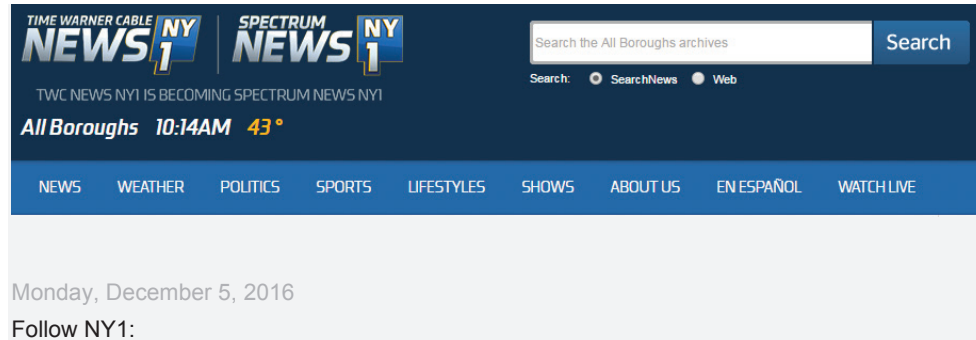 TIME WARNER CABLE NEWS NY 1
SPECTRUM NEWS NY 1
Search the All Boroughs archives
Search
Search: SearchNews Web
TWC NEWS NY1 IS BECOMING SPECTRUM NEWS NY1
All Boroughs 10:14AM 43°
NEWS WEATHER POLITICS SPORTS LIFESTYLES SHOWS ABOUT US EN ESPAÑOL WATCH LIVE
Monday, December 5, 2016
Follow NY1: